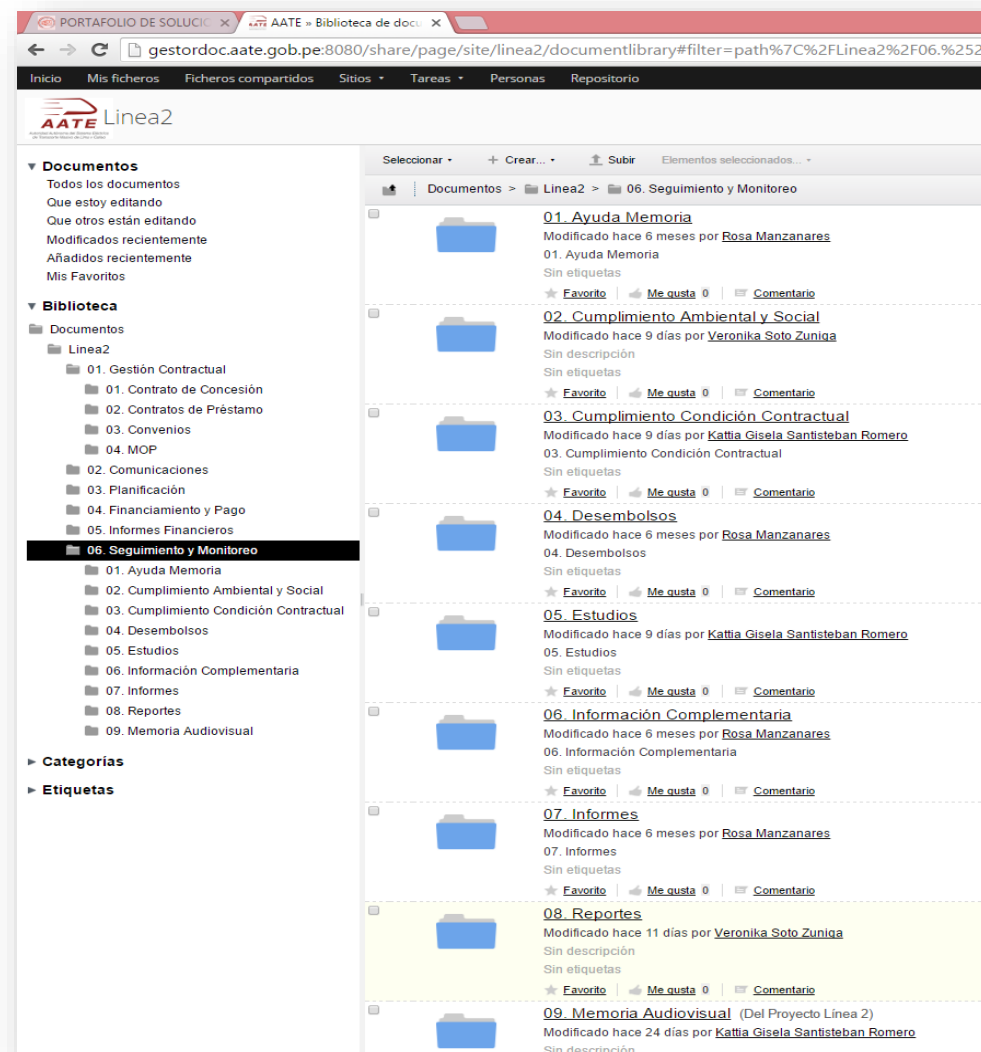 PORTAFOLIO DE SOLUCIO
AATE » Biblioteca de docu
gestordoc.aate.gob.pe:8080/share/page/site/linea2/documentlibrary#filter=path%7C%2FLinea2%2F06.%252
Inicio Mis ficheros Ficheros compartidos Sitios Tareas Personas Repositorio
AATE Linea2
Documentos
Todos los documentos
Que estoy editando
Que otros están editando
Modificados recientemente
Añadidos recientemente
Mis Favoritos
Biblioteca
Documentos
Linea2
01. Gestión Contractual
01. Contrato de Concesión
02. Contratos de Préstamo
03. Convenios
04. MOP
02. Comunicaciones
03. Planificación
04. Financiamiento y Pago
05. Informes Financieros
06. Seguimiento y Monitoreo
01. Ayuda Memoria
02. Cumplimiento Ambiental y Social
03. Cumplimiento Condición Contractual
04. Desembolsos
05. Estudios
06. Información Complementaria
07. Informes
08. Reportes
09. Memoria Audiovisual
Categorías
Etiquetas
Seleccionar + Crear... Subir Elementos seleccionados...
Documentos > Linea2 > 06. Seguimiento y Monitoreo
01. Ayuda Memoria
Modificado hace 6 meses por Rosa Manzanares
01. Ayuda Memoria
Sin etiquetas
Favorito Me gusta 0 Comentario
02. Cumplimiento Ambiental y Social
Modificado hace 9 días por Veronika Soto Zuniga
Sin descripción
Sin etiquetas
Favorito Me gusta 0 Comentario
03. Cumplimiento Condición Contractual
Modificado hace 9 días por Kattia Gisela Santisteban Romero
03. Cumplimiento Condición Contractual
Sin etiquetas
Favorito Me gusta 0 Comentario
04. Desembolsos
Modificado hace 6 meses por Rosa Manzanares
04. Desembolsos
Sin etiquetas
Favorito Me gusta 0 Comentario
05. Estudios
Modificado hace 9 días por Kattia Gisela Santisteban Romero
05. Estudios
Sin etiquetas
Favorito Me gusta 0 Comentario
06. Información Complementaria
Modificado hace 6 meses por Rosa Manzanares
06. Información Complementaria
Sin etiquetas
Favorito Me gusta 0 Comentario
07. Informes
Modificado hace 6 meses por Rosa Manzanares
07. Informes
Sin etiquetas
Favorito Me gusta 0 Comentario
08. Reportes
Modificado hace 11 días por Veronika Soto Zuniga
Sin descripción
Sin etiquetas
Favorito Me gusta 0 Comentario
09. Memoria Audiovisual (Del Proyecto Línea 2)
Modificado hace 24 días por Kattia Gisela Santisteban Romero
Sin descripción